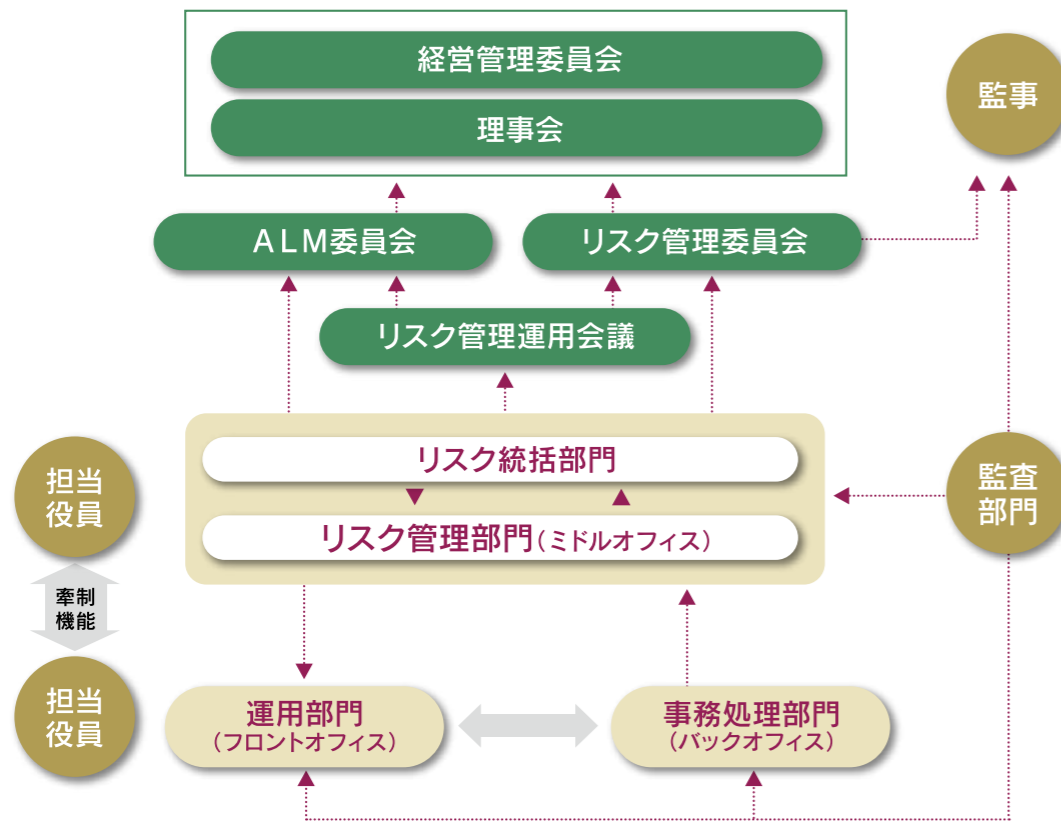 経営管理委員会
理事会
監事
ALM委員会
リスク管理委員会
リスク管理運用会議
リスク統括部門
リスク管理部門(ミドルオフィス)
担当
役員
監査
部門
牽制
機能
担当
役員
運用部門
(フロントオフィス)
事務処理部門
(バックオフィス)